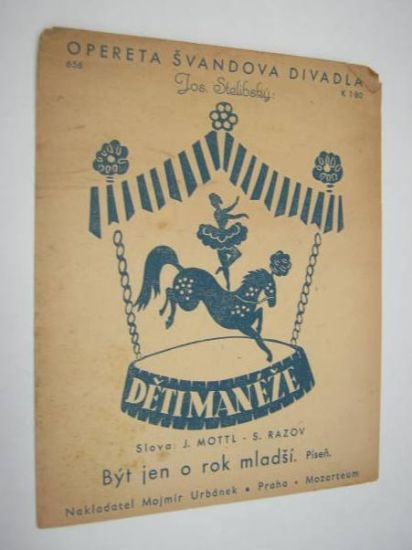 OPERETA ŠVANDOVA DIVADLA
656
K 1·80
Jos. Stelibský:
DĚTI MANÉŽE
Slova: J. MOTTL - S. RAZOV
Být jen o rok mladší. Píseň.
Nakladatel Mojmír Urbánek • Praha • Mozarteum